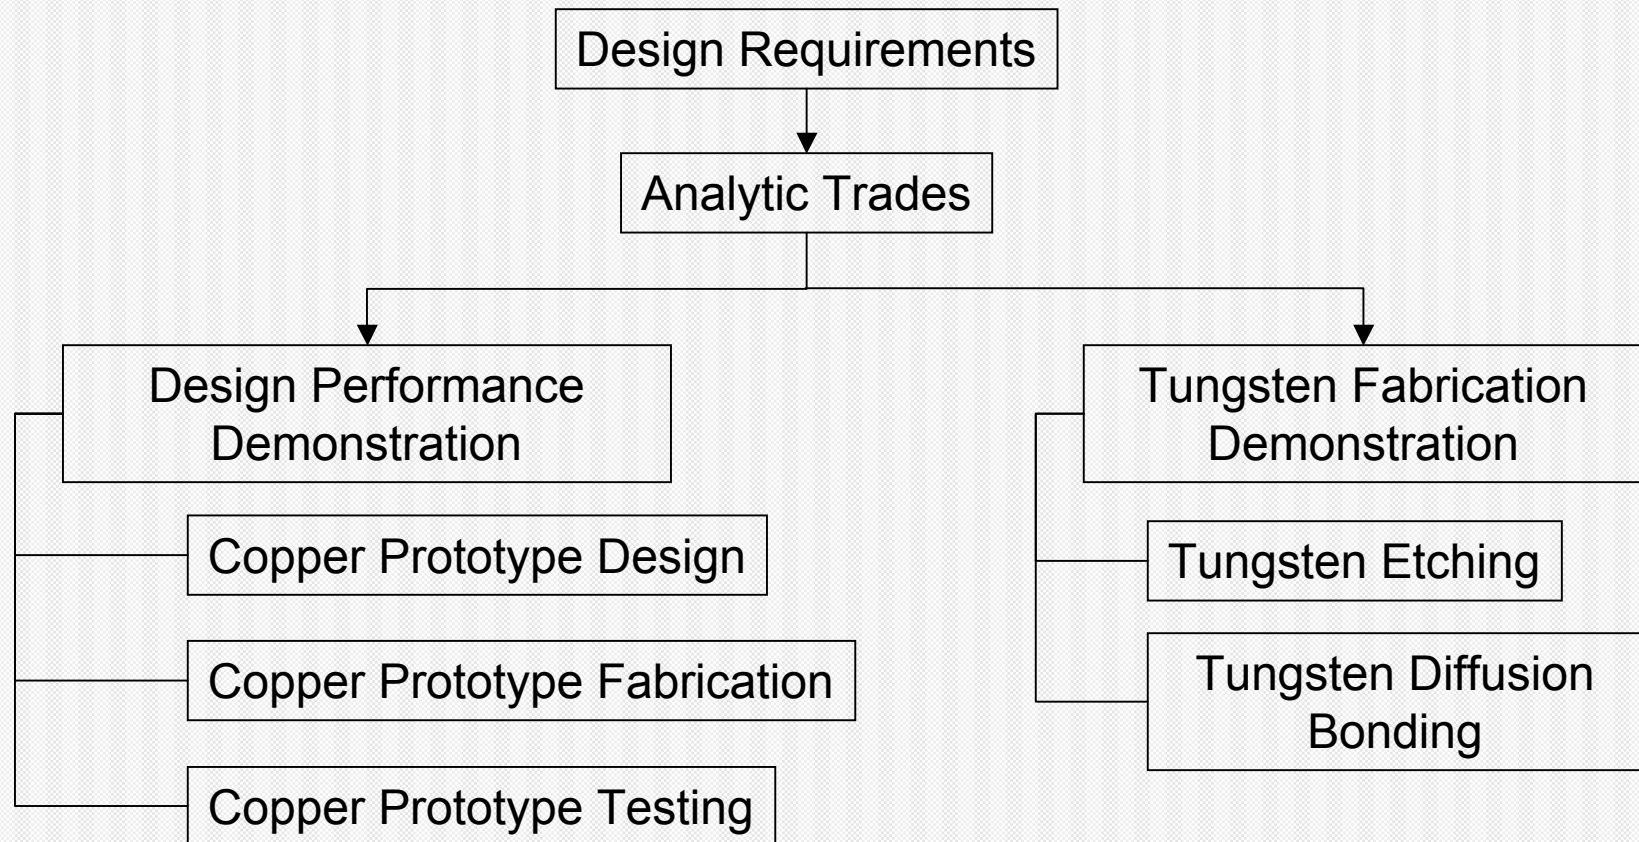 Design Requirements
Analytic Trades
Design Performance
Demonstration
Copper Prototype Design
Copper Prototype Fabrication
Copper Prototype Testing
Tungsten Fabrication
Demonstration
Tungsten Etching
Tungsten Diffusion
Bonding